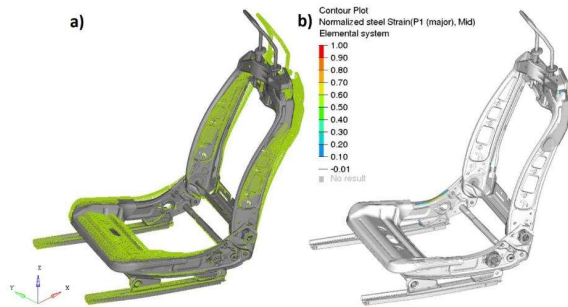 a)
b)
Contour Plot
Normalized steel Strain(P1 (major), Mid)
Elemental system
1.00
0.90
0.80
0.70
0.60
0.50
0.40
0.30
0.20
0.10
-0.01
No result
Z
Y
X